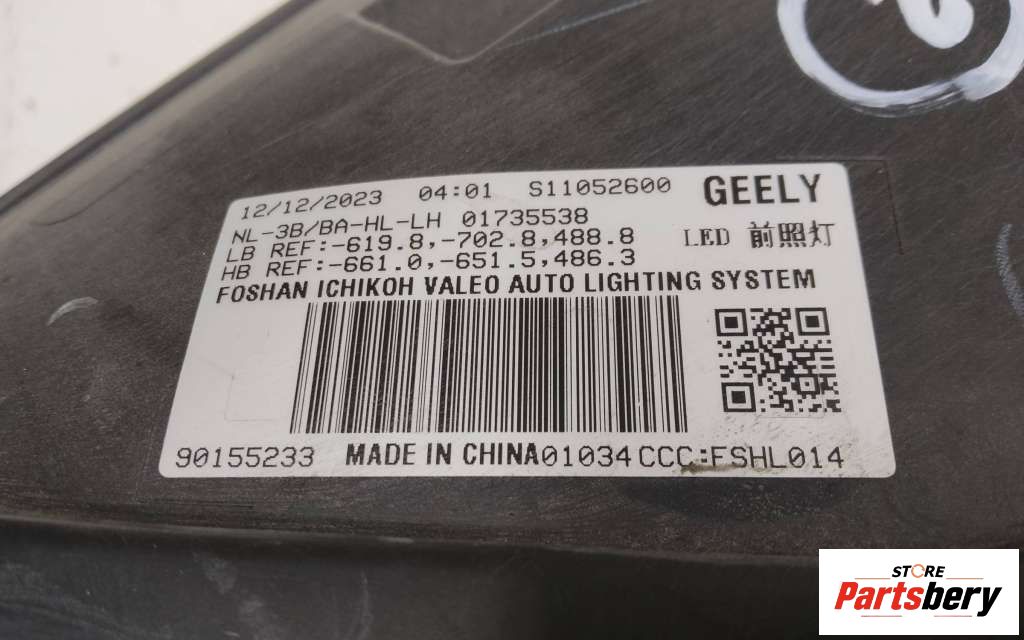 12/12/2023 04:01 S11052600 GEELY
NL-3B/BA-HL-LH 01735538
LB REF:-619.8,-702.8,488.8 LED 前照灯
HB REF:-661.0,-651.5,486.3
FOSHAN ICHIKOH VALEO AUTO LIGHTING SYSTEM
90155233 MADE IN CHINA01034 CCC:FSHL014
STORE
Partsbery